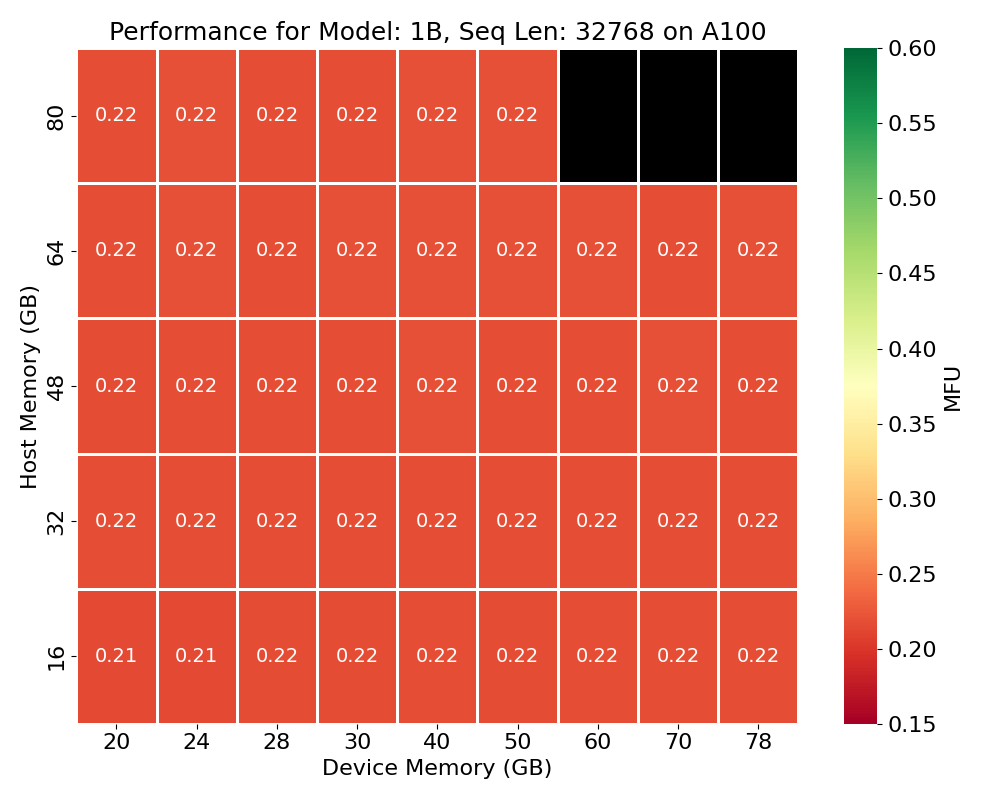 Performance for Model: 1B, Seq Len: 32768 on A100
80 0.22 0.22 0.22 0.22 0.22 0.22
64 0.22 0.22 0.22 0.22 0.22 0.22 0.22 0.22 0.22
48 0.22 0.22 0.22 0.22 0.22 0.22 0.22 0.22 0.22
32 0.22 0.22 0.22 0.22 0.22 0.22 0.22 0.22 0.22
16 0.21 0.21 0.22 0.22 0.22 0.22 0.22 0.22 0.22
20 24 28 30 40 50 60 70 78
Device Memory (GB)
Host Memory (GB)
0.60
0.55
0.50
0.45
0.40
0.35
0.30
0.25
0.20
0.15
MFU